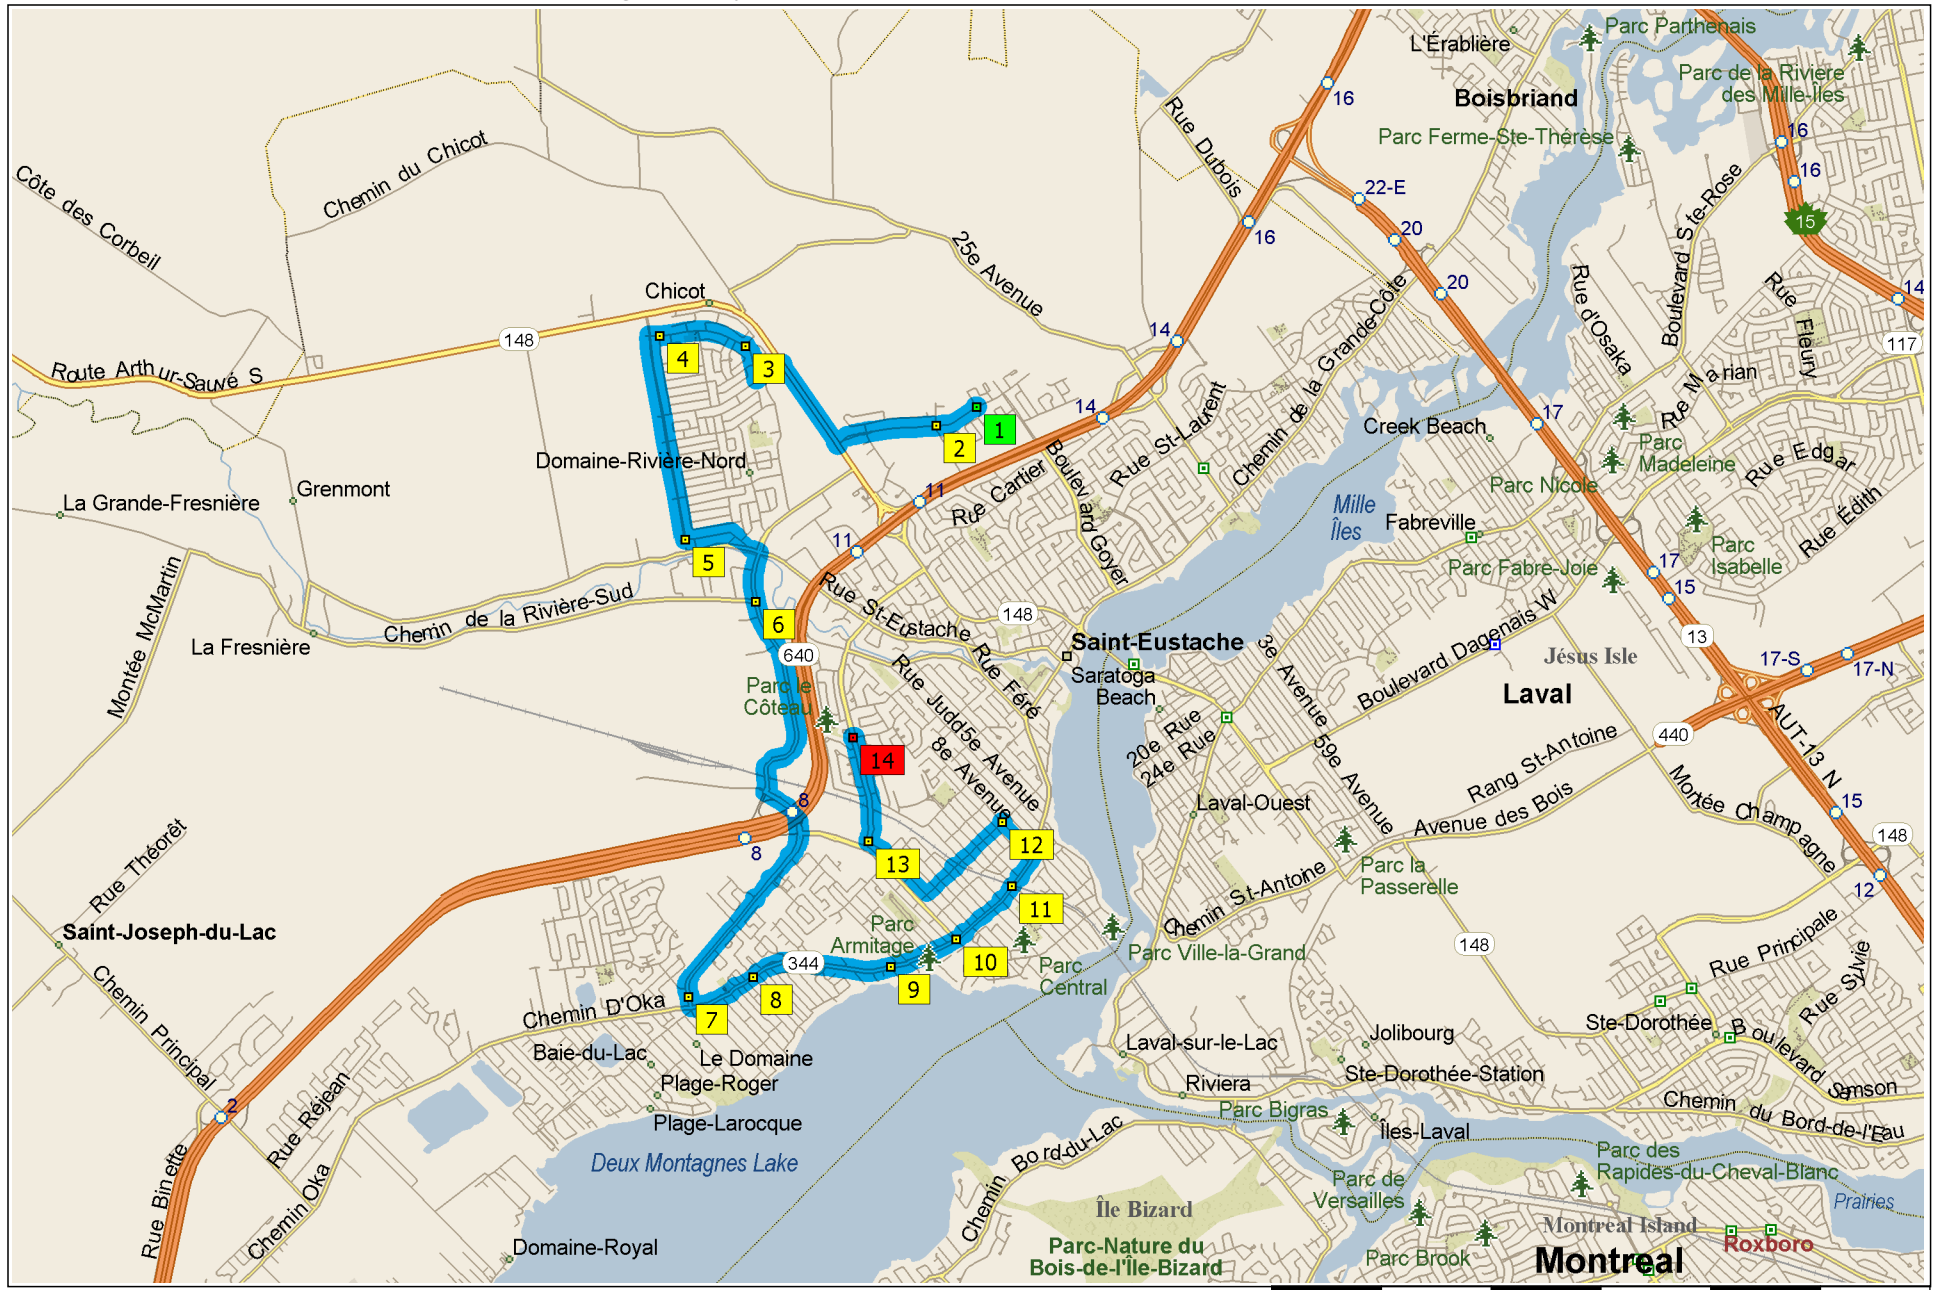 Parc Parthenais
L'Érablière
Parc de la Riviere
des Mille-Îles
16
Boisbriand
Rue Dubois
16
Parc Ferme-Ste-Thérèse
Chemin du Chicot
16
Côte des Corbeil
22-E
Boulevard Ste-Rose
15
20
16
25e Avenue
20
Chicot
Rue d'Osaka
Rue Fleury
14
148
14
117
4
3
Route Arthur-Sauvé S
Rue Marian
Chemin de la Grande-Côte
14
1
17
2
Creek Beach
Rue St-Laurent
Parc
Madeleine
Domaine-Rivière-Nord
Boulevard Goyer
Rue Edgar
Grenmont
11
Rue Cartier
Parc Nicole
La Grande-Fresnière
Mille
Îles
Fabreville
Rue Édith
11
5
Parc
Isabelle
17
Parc Fabre-Joie
15
Montée McMartin
Rue St-Eustache
148
Chemin de la Rivière-Sud
6
Boulevard Dagenais W
13
La Fresnière
640
Saint-Eustache
Jésus Isle
17-S
17-N
Rue Féré
Saratoga
Beach
3e Avenue
Laval
Parc le
Côteau
Rue Judd
5e Avenue
8e Avenue
20e Rue
24e Rue
59e Avenue
AUT-13 N
440
14
Rang St-Antoine
Montée Champagne
8
Laval-Ouest
Avenue des Bois
15
148
8
12
13
Rue Théorêt
Parc la
Passerelle
12
11
Chemin St-Antoine
Saint-Joseph-du-Lac
Parc
Armitage
148
Rue Principale
344
10
Parc Ville-la-Grand
Parc
Central
Rue Sylvie
9
8
Chemin D'Oka
7
Chemin Principal
Ste-Dorothée
Boulevard Samson
Jolibourg
Baie-du-Lac
Le Domaine
Laval-sur-le-Lac
Plage-Roger
Riviera
Ste-Dorothée-Station
2
Rue Réjean
Plage-Larocque
Parc Bigras
Chemin du Bord-de-l'Eau
Îles-Laval
Deux Montagnes Lake
Chemin Bord-du-Lac
Parc des
Rapides-du-Cheval-Blanc
Rue Binette
Chemin Oka
Parc de
Versailles
Prairies
Île Bizard
Montreal Island
Domaine-Royal
Parc-Nature du
Bois-de-l'Île-Bizard
Parc Brook
Roxboro
Montreal